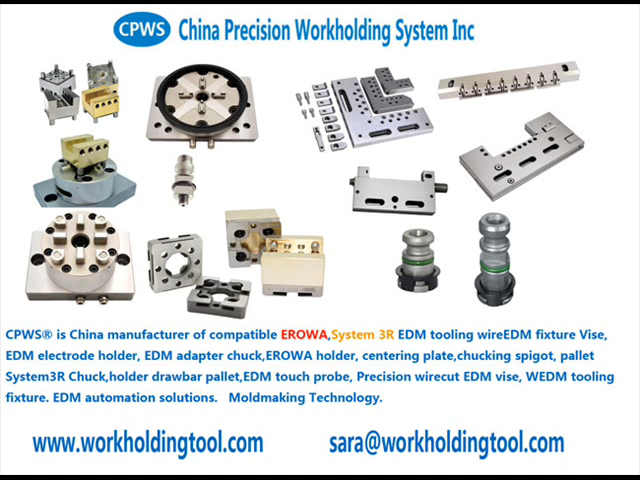 CPWS® China Precision Workholding System Inc
CPWS® is China manufacturer of compatible EROWA,System 3R EDM tooling wireEDM fixture Vise,
EDM electrode holder, EDM adapter chuck,EROWA holder, centering plate,chucking spigot, pallet
System3R Chuck,holder drawbar pallet,EDM touch probe, Precision wirecut EDM vise, WEDM tooling
fixture. EDM automation solutions. Moldmaking Technology.
www.workholdingtool.com sara@workholdingtool.com